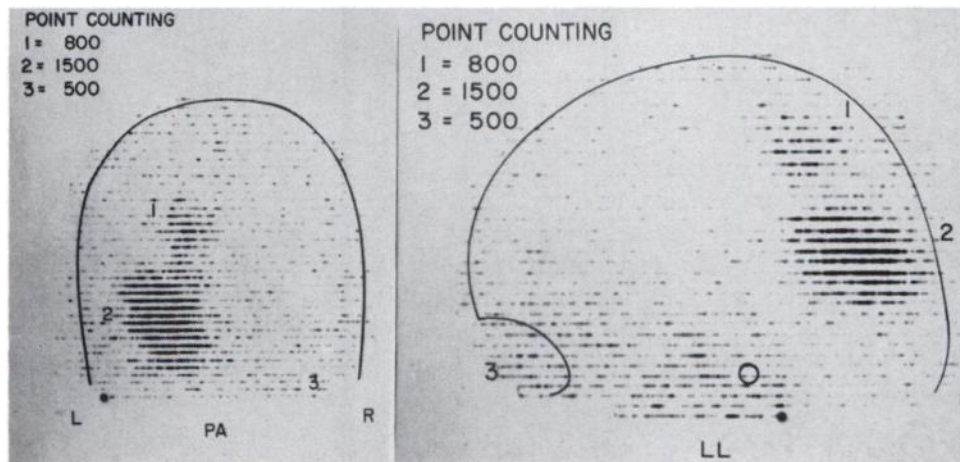 POINT COUNTING
1 = 800
2 = 1500
3 = 500
1
2
3
L PA R
POINT COUNTING
1 = 800
2 = 1500
3 = 500
1
2
3
LL